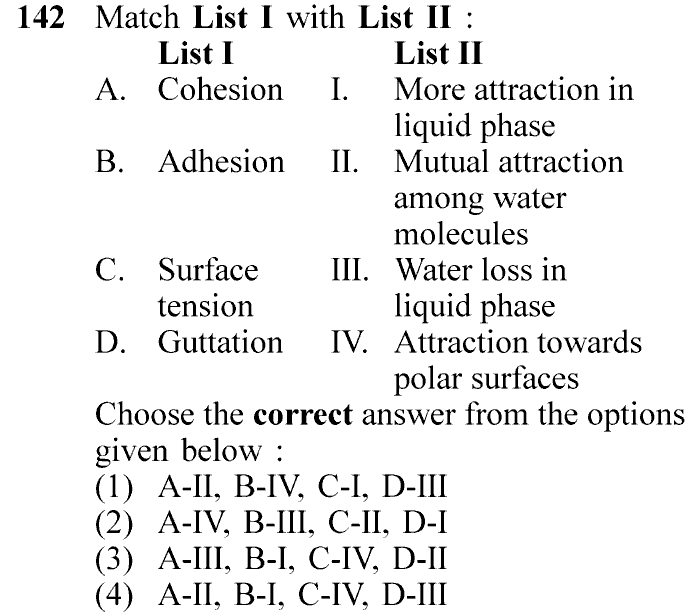 142 Match List I with List II :
List I List II
A. Cohesion I. More attraction in
liquid phase
B. Adhesion II. Mutual attraction
among water
molecules
C. Surface III. Water loss in
tension liquid phase
D. Guttation IV. Attraction towards
polar surfaces
Choose the correct answer from the options
given below :
(1) A-II, B-IV, C-I, D-III
(2) A-IV, B-III, C-II, D-I
(3) A-III, B-I, C-IV, D-II
(4) A-II, B-I, C-IV, D-III